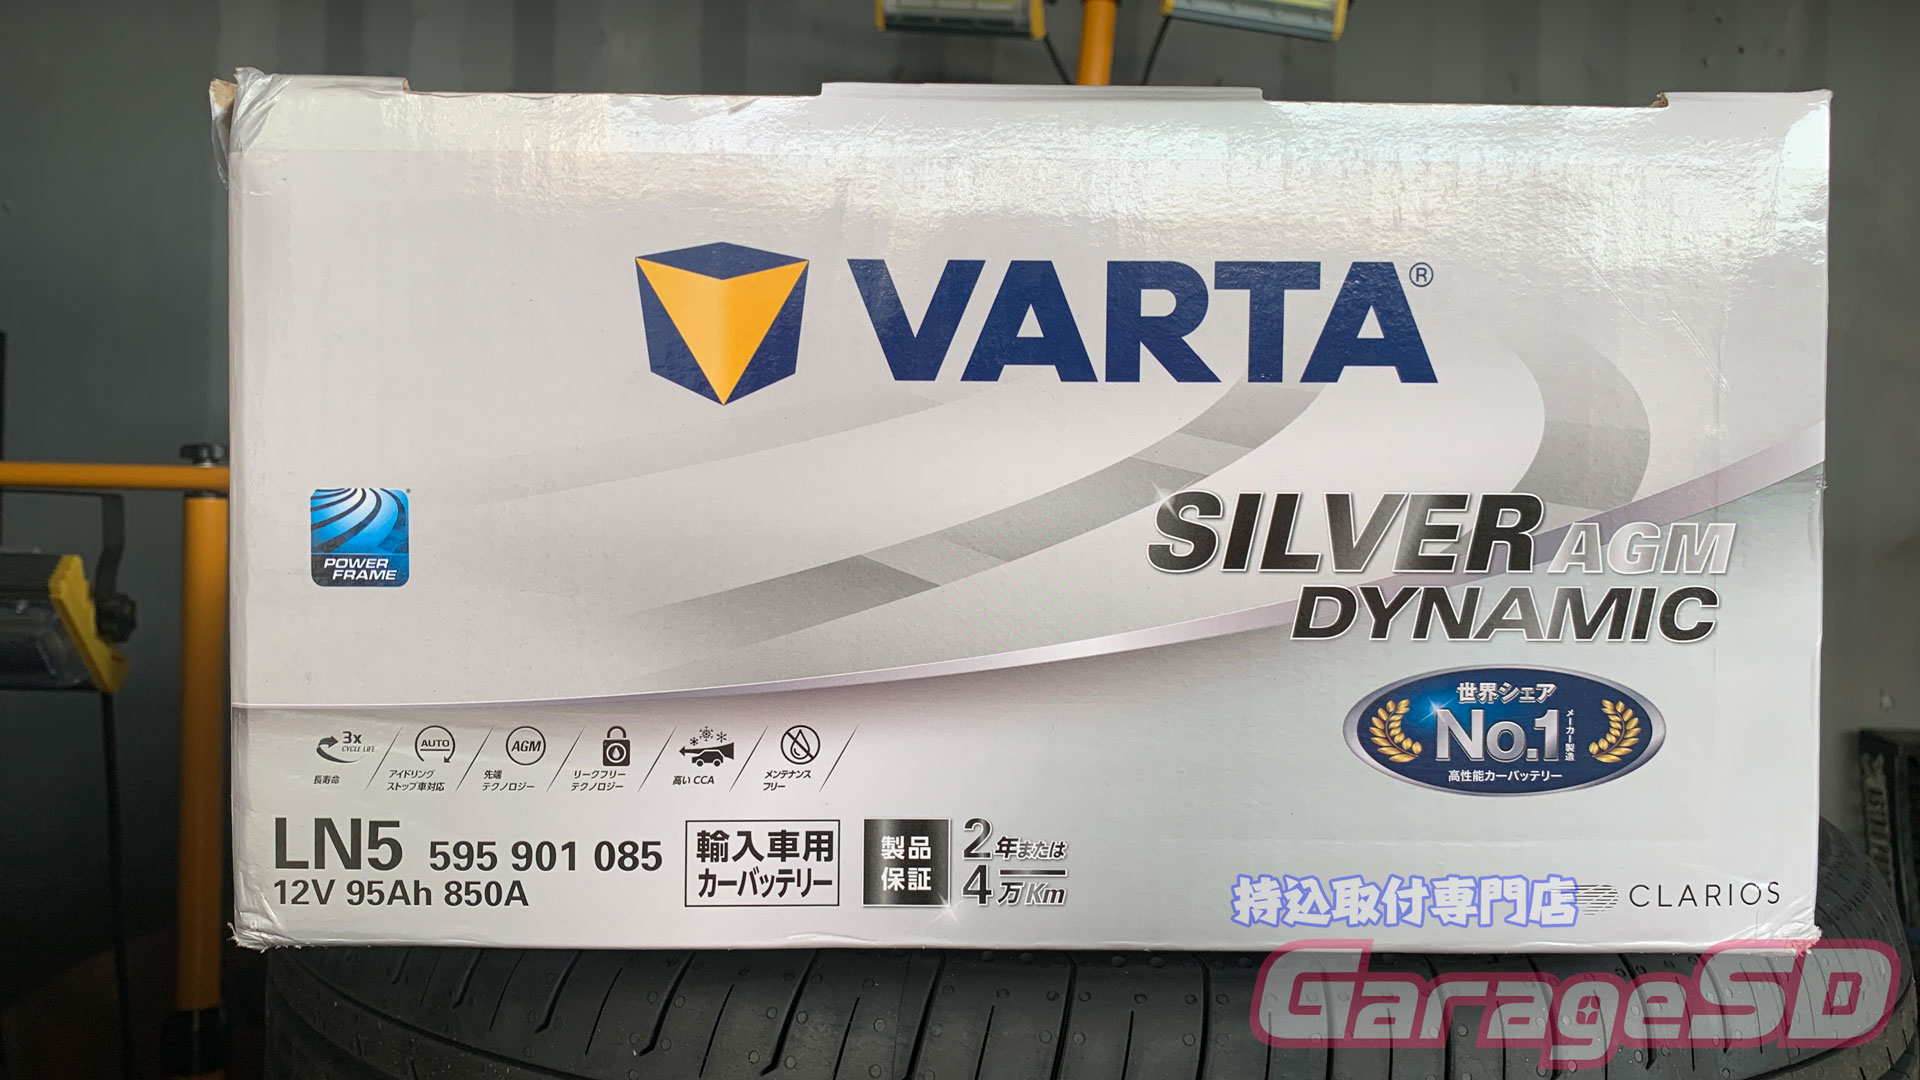 VARTA®
POWER
FRAME
SILVER AGM
DYNAMIC
世界シェア
No.1
メーカー製造
高性能カーバッテリー
3x
CYCLE LIFE
長寿命
AUTO
アイドリング
ストップ車対応
AGM
先端
テクノロジー
リークフリー
テクノロジー
高いCCA
メンテナンス
フリー
LN5 595 901 085
12V 95Ah 850A
輸入車用
カーバッテリー
製品
保証
2年または
4万Km
持込取付専門店
CLARIOS
GarageSD